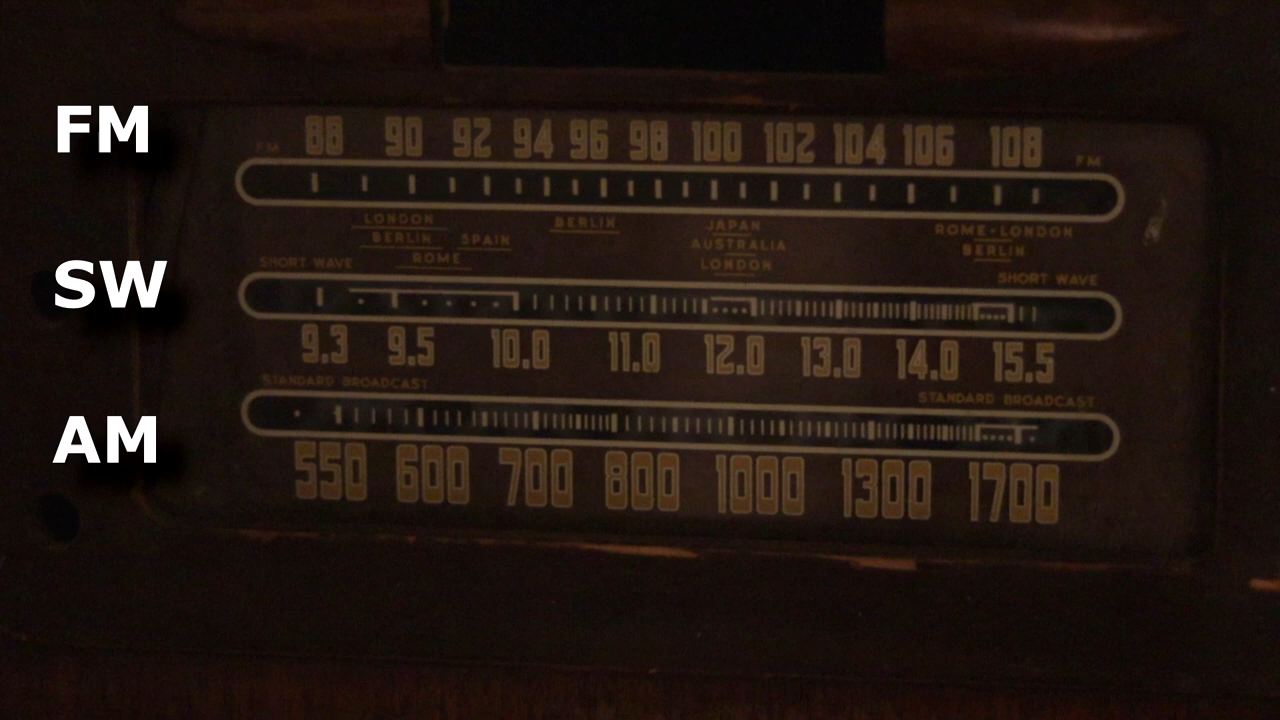 FM
FM 88 90 92 94 96 98 100 102 104 106 108 FM
LONDON BERLIN JAPAN ROME-LONDON
BERLIN SPAIN AUSTRALIA BERLIN
ROME LONDON
SW
SHORT WAVE SHORT WAVE
9.3 9.5 10.0 11.0 12.0 13.0 14.0 15.5
STANDARD BROADCAST STANDARD BROADCAST
AM
550 600 700 800 1000 1300 1700